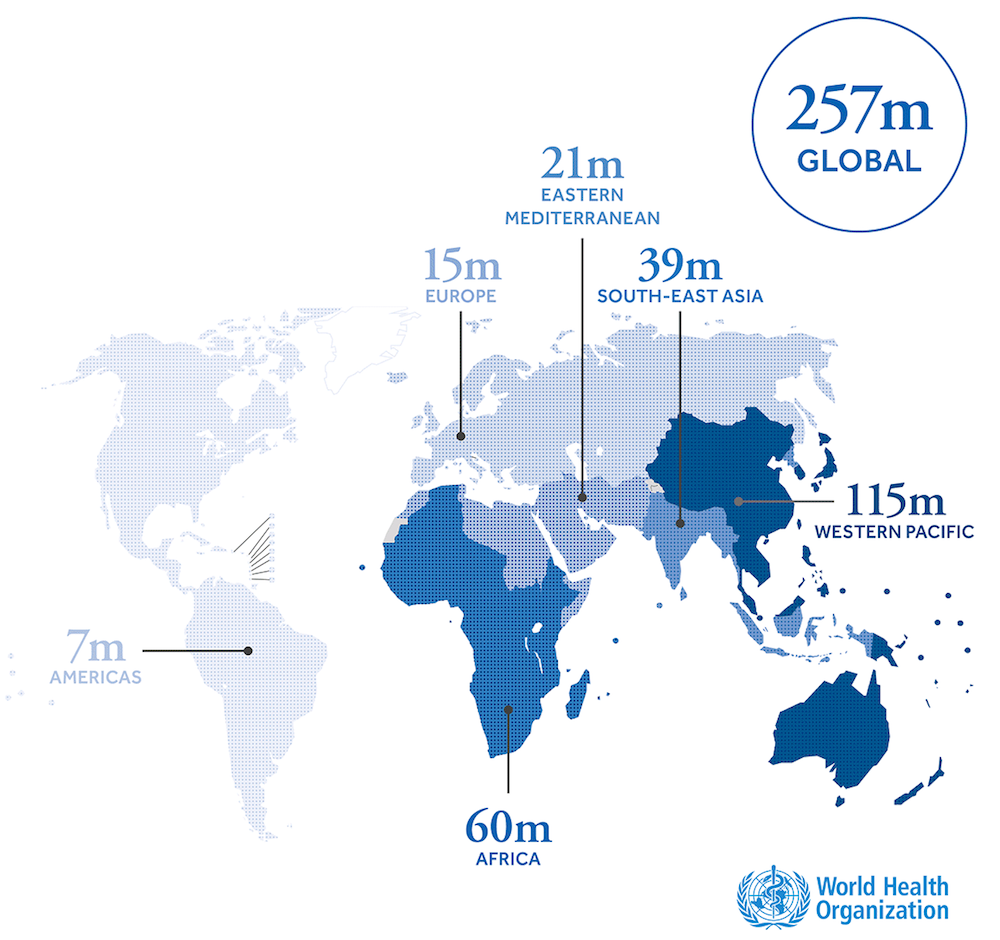 257m
GLOBAL
21m
EASTERN
MEDITERRANEAN
15m
EUROPE
39m
SOUTH-EAST ASIA
115m
WESTERN PACIFIC
7m
AMERICAS
60m
AFRICA
World Health
Organization